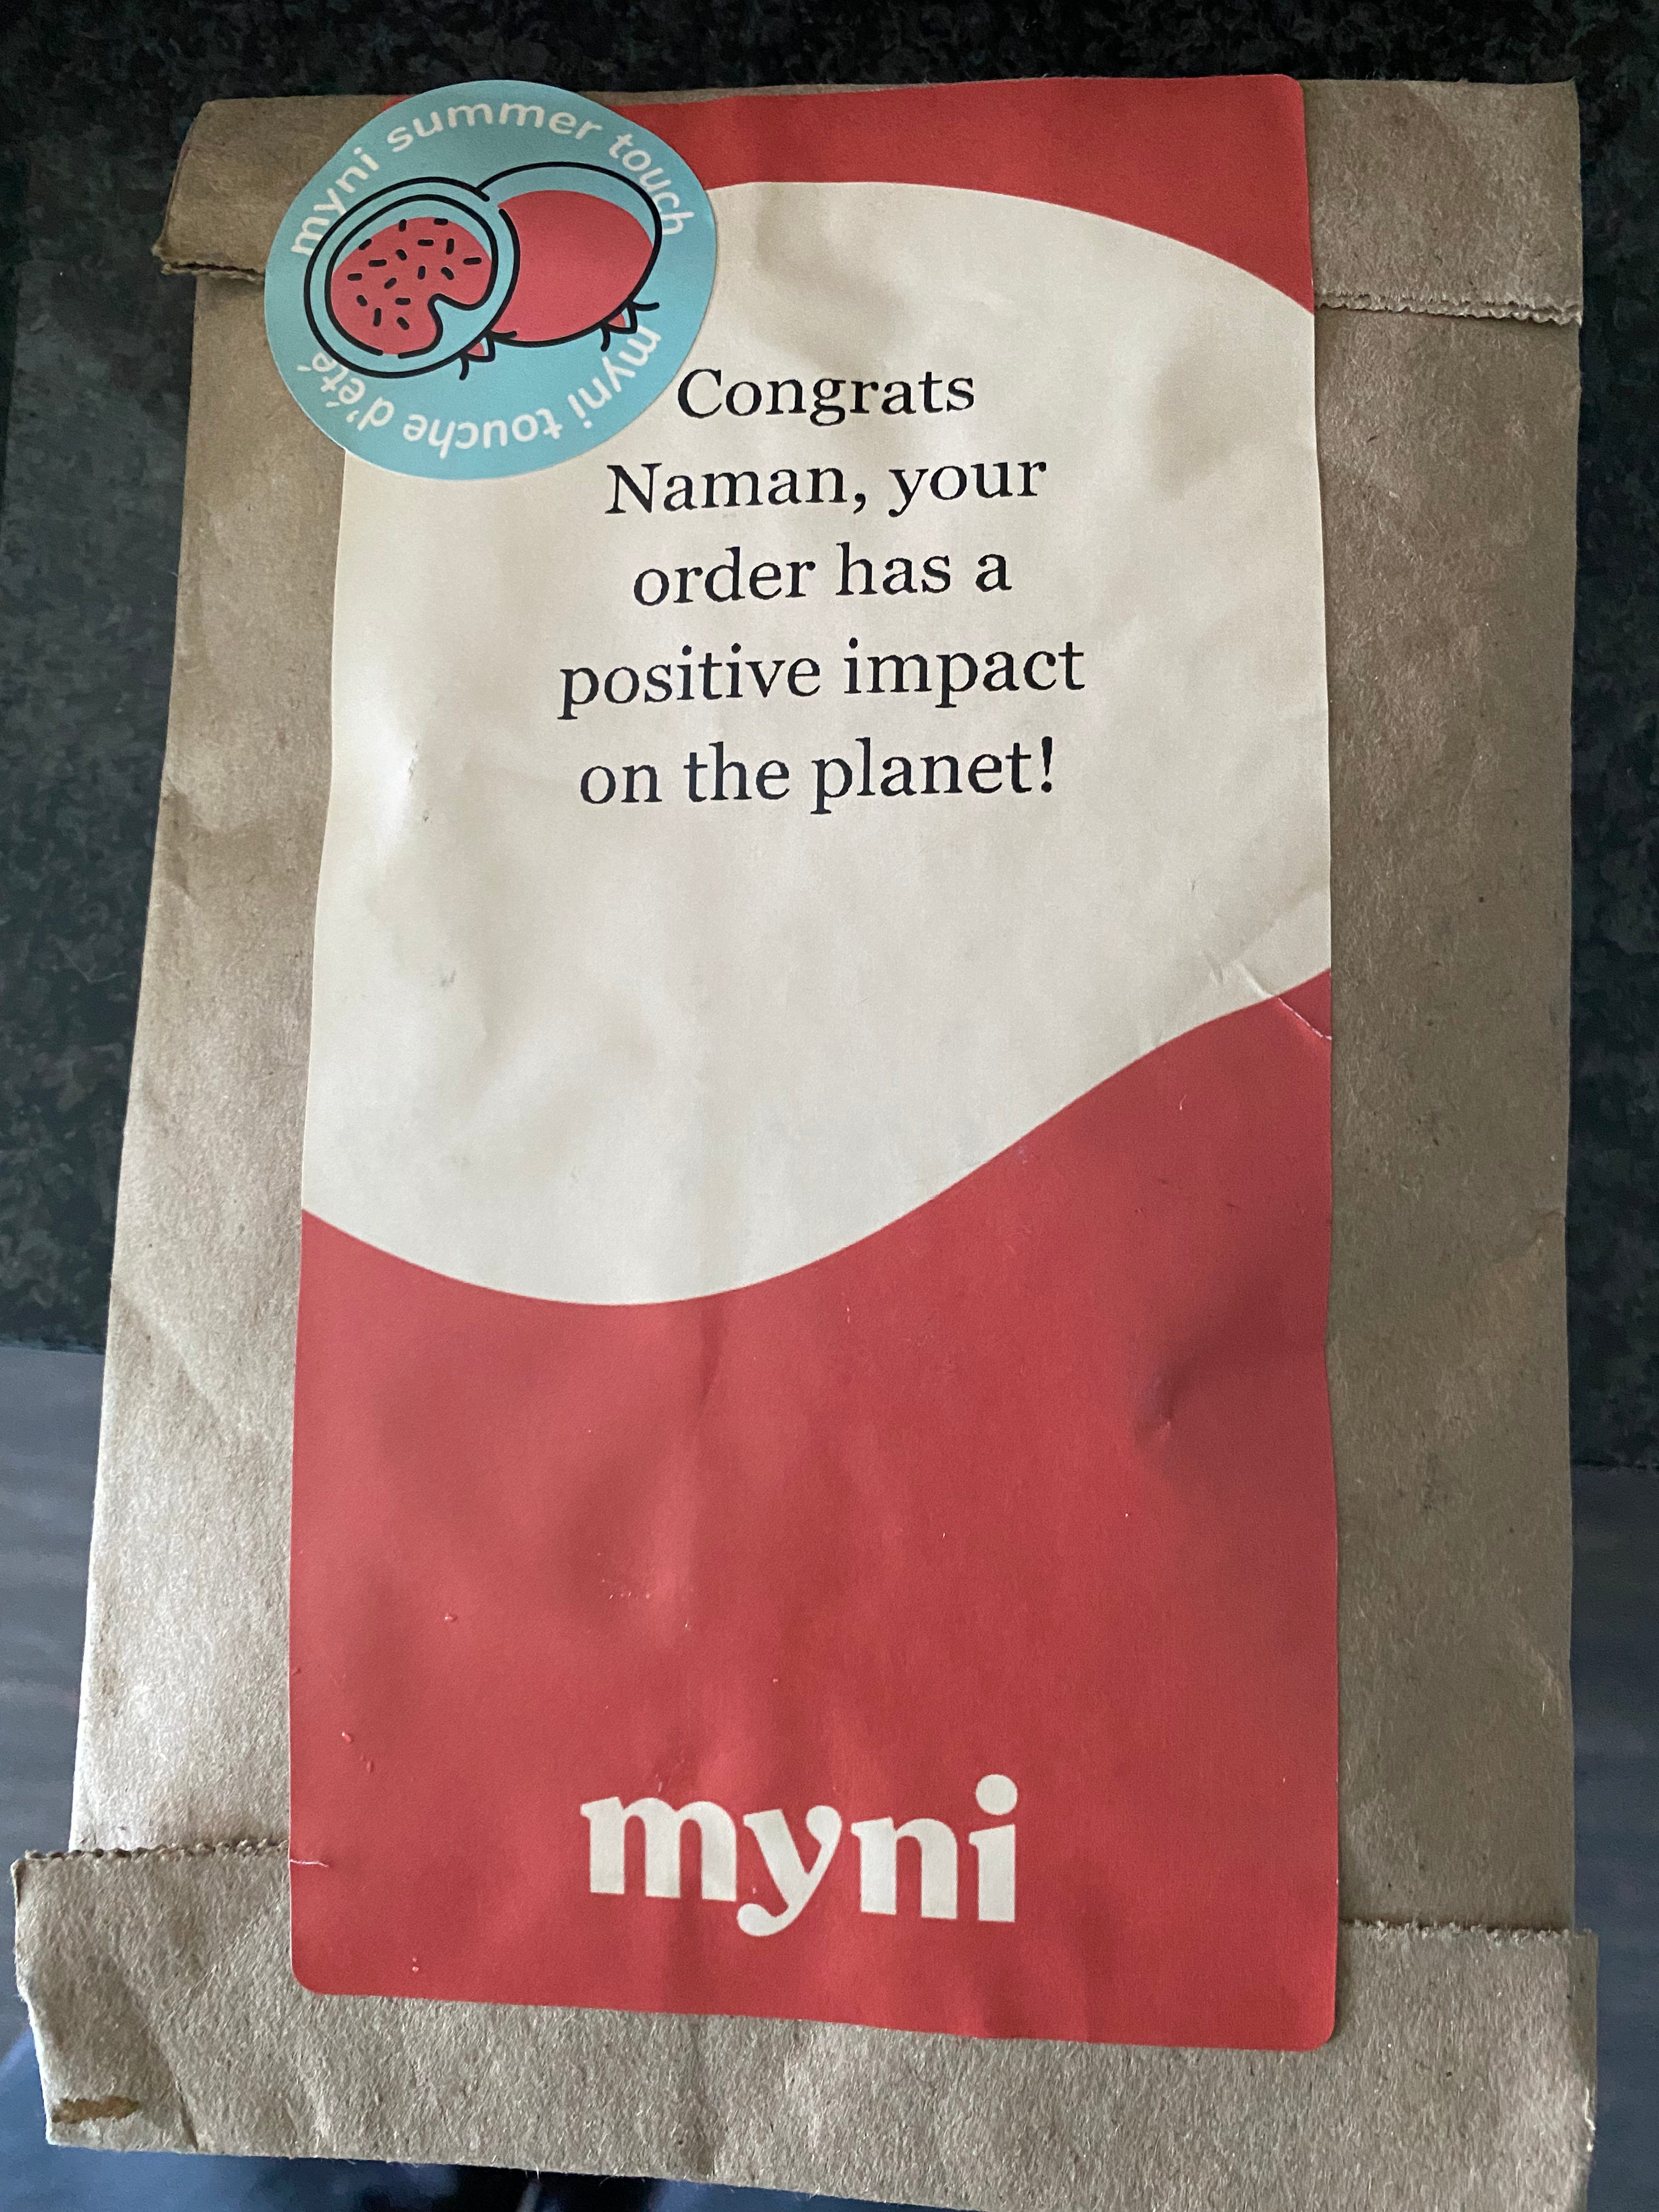 myni summer touch
myni touche d'été
Congrats
Naman, your
order has a
positive impact
on the planet!
myni